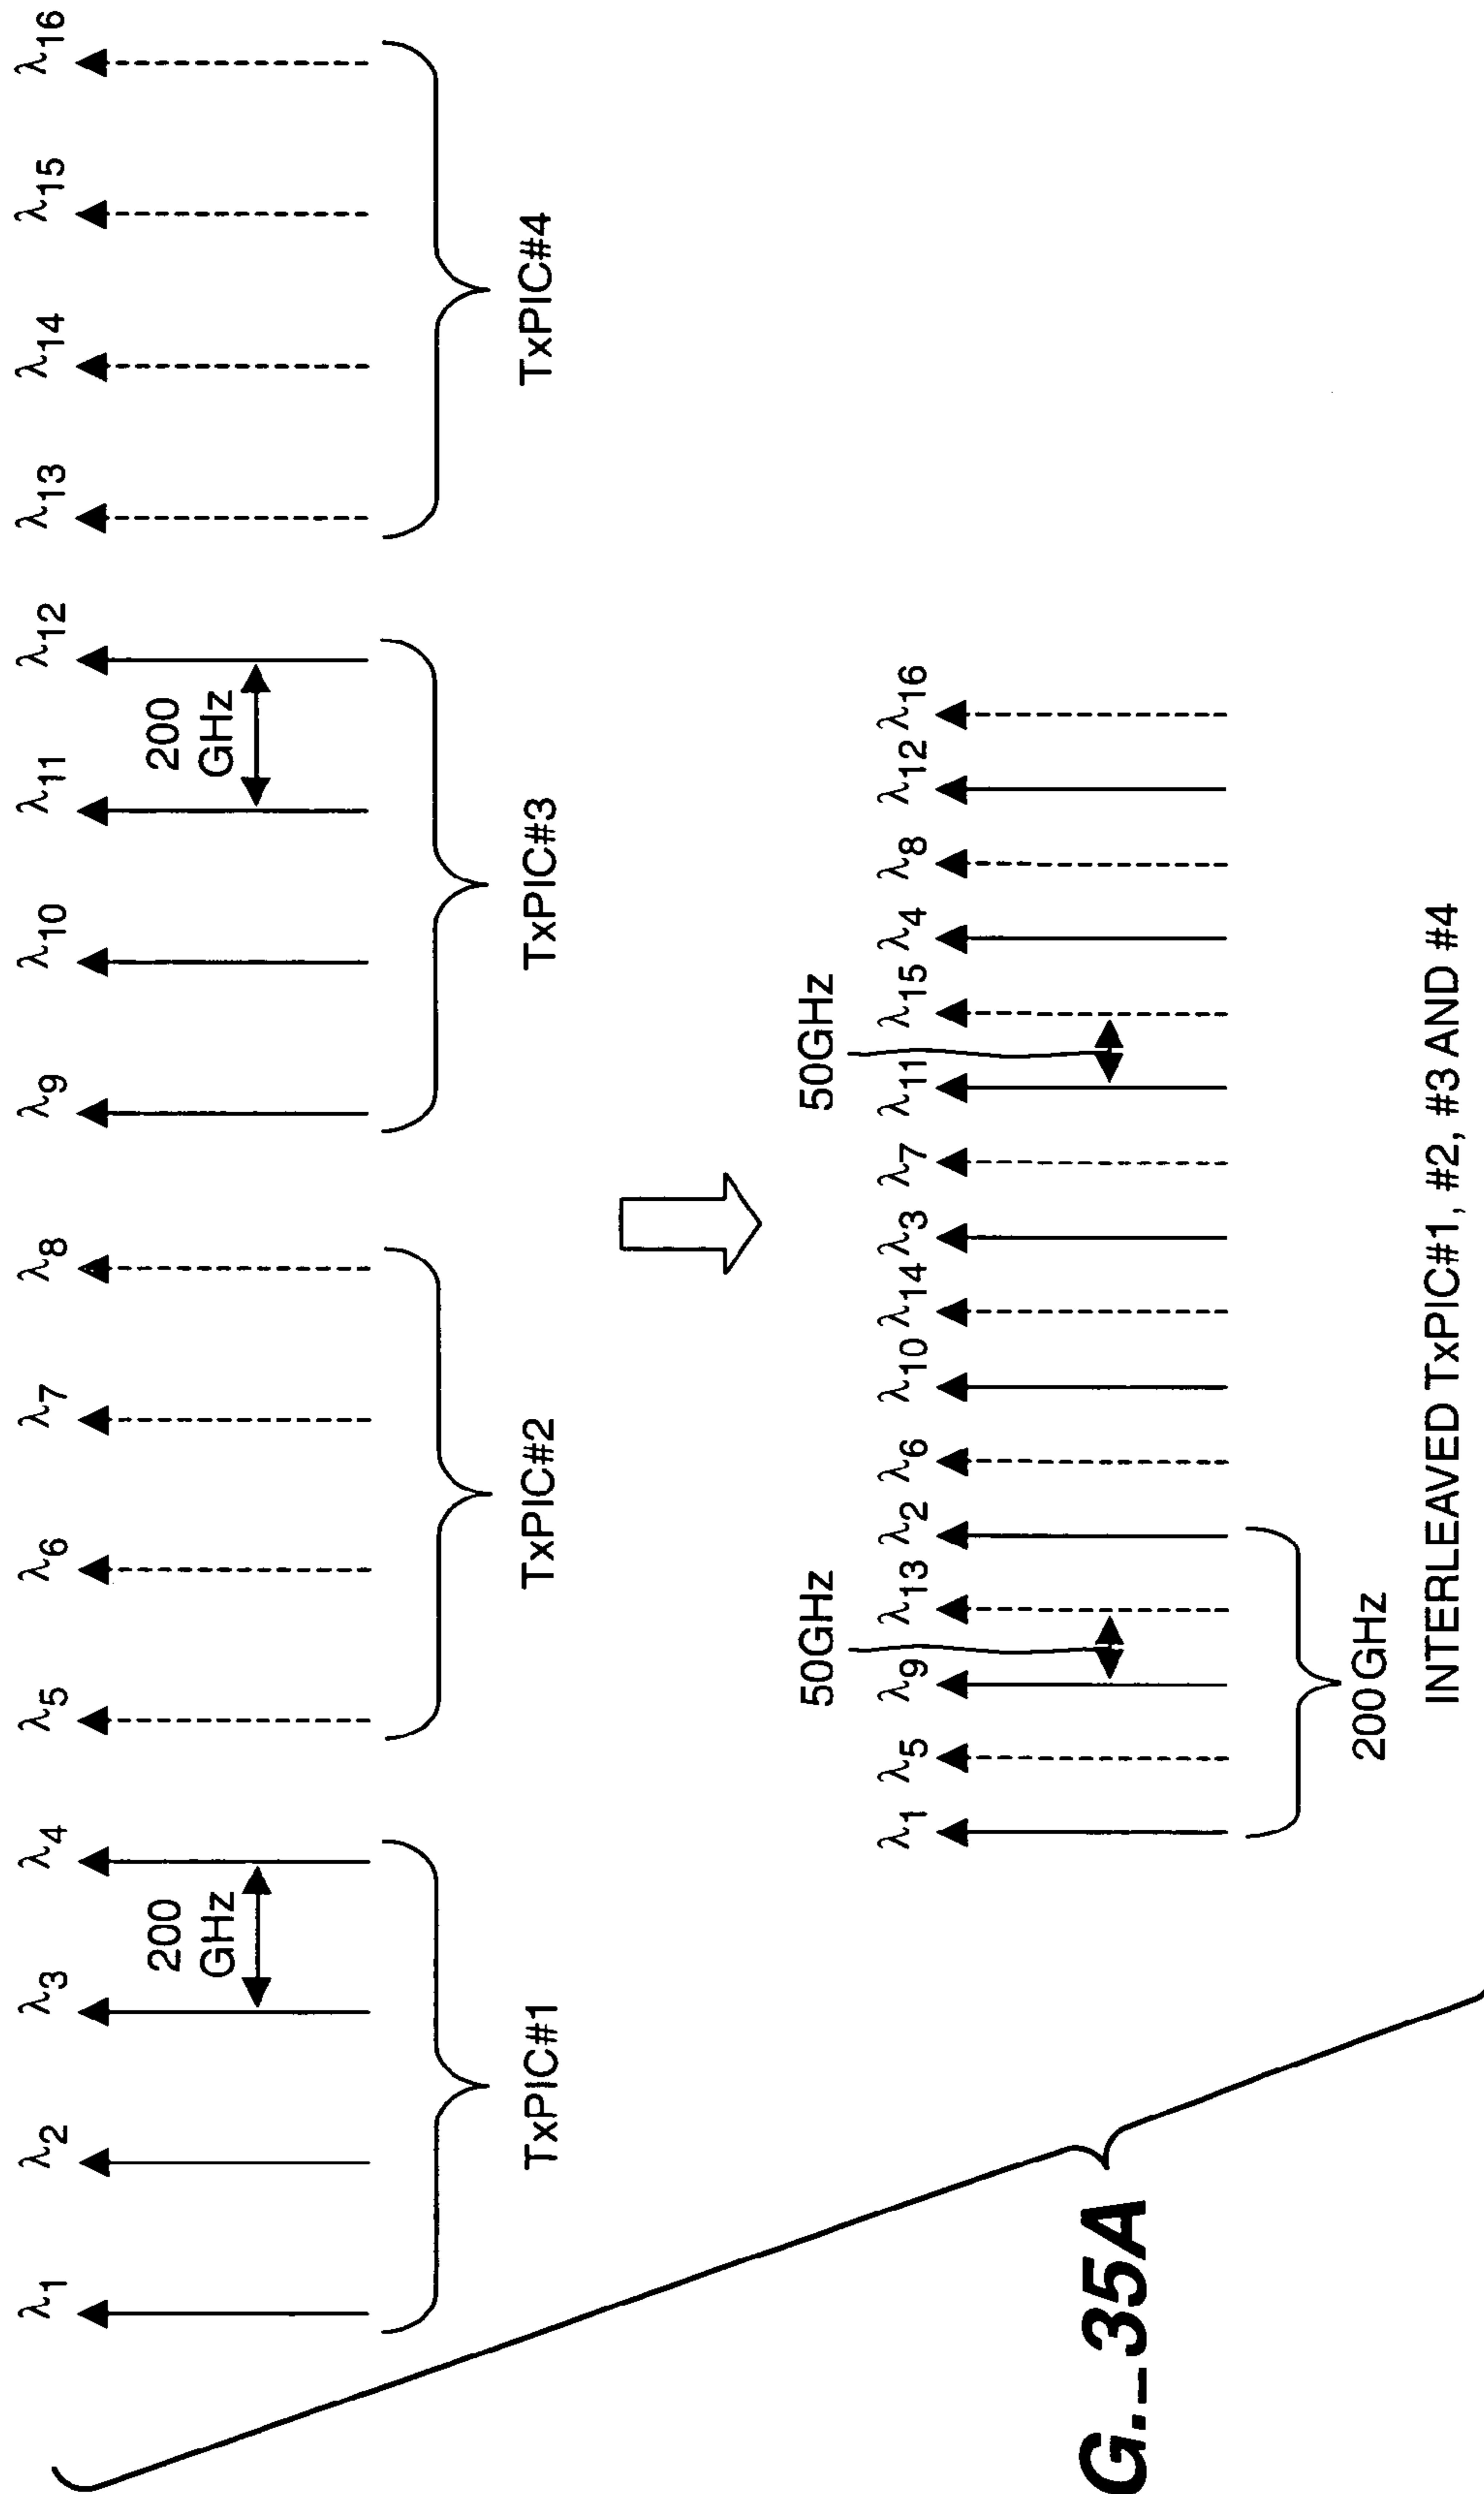 λ1 λ2 λ3 λ4 λ5 λ6 λ7 λ8 λ9 λ10 λ11 λ12 λ13 λ14 λ15 λ16
200
GHz
200
GHz
TxPIC#1 TxPIC#2 TxPIC#3 TxPIC#4
50GHz 50GHz
λ1 λ5 λ9 λ13 λ2 λ6 λ10 λ14 λ3 λ7 λ11 λ15 λ4 λ8 λ12 λ16
200GHz
INTERLEAVED TxPIC#1, #2, #3 AND #4
G._35A